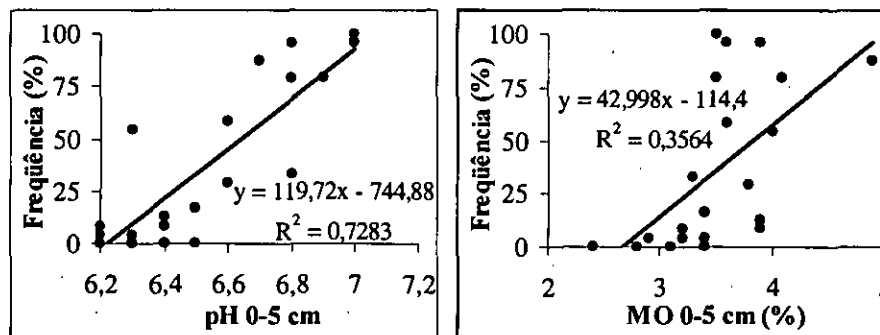 Freqüência (%)
100
75
50
25
0
y = 119,72x - 744,88
R² = 0,7283
6,2 6,4 6,6 6,8 7 7,2
pH 0-5 cm
Freqüência (%)
100
75
50
25
0
y = 42,998x - 114,4
R² = 0,3564
2 3 4
MO 0-5 cm (%)